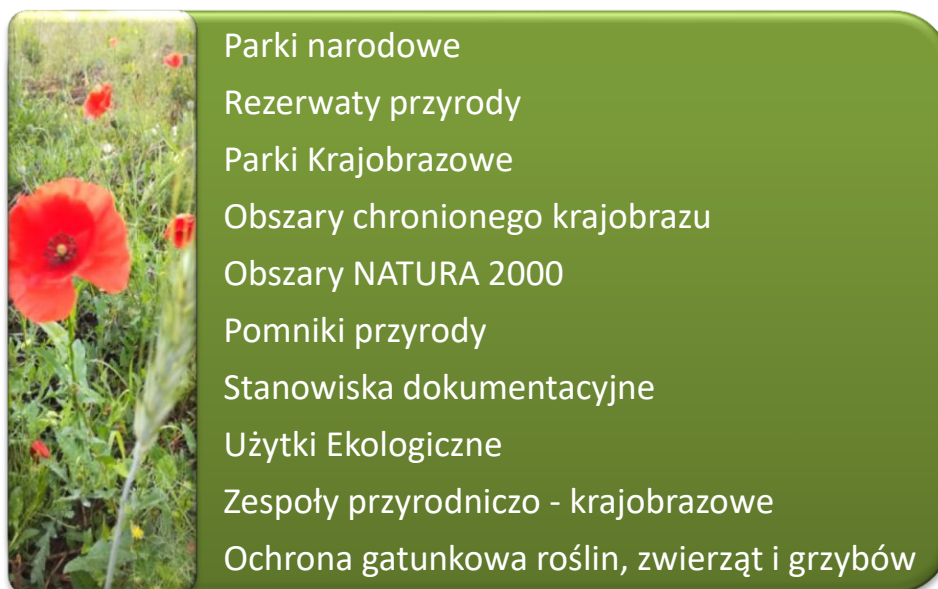 Parki narodowe
Rezerwaty przyrody
Parki Krajobrazowe
Obszary chronionego krajobrazu
Obszary NATURA 2000
Pomniki przyrody
Stanowiska dokumentacyjne
Użytki Ekologiczne
Zespoły przyrodniczo - krajobrazowe
Ochrona gatunkowa roślin, zwierząt i grzybów